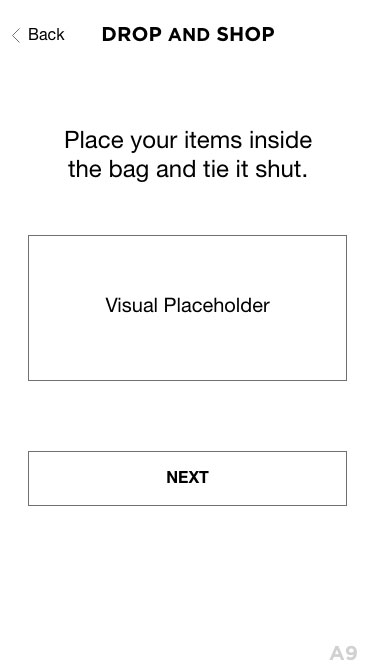 Back DROP AND SHOP
Place your items inside
the bag and tie it shut.
Visual Placeholder
NEXT
A9